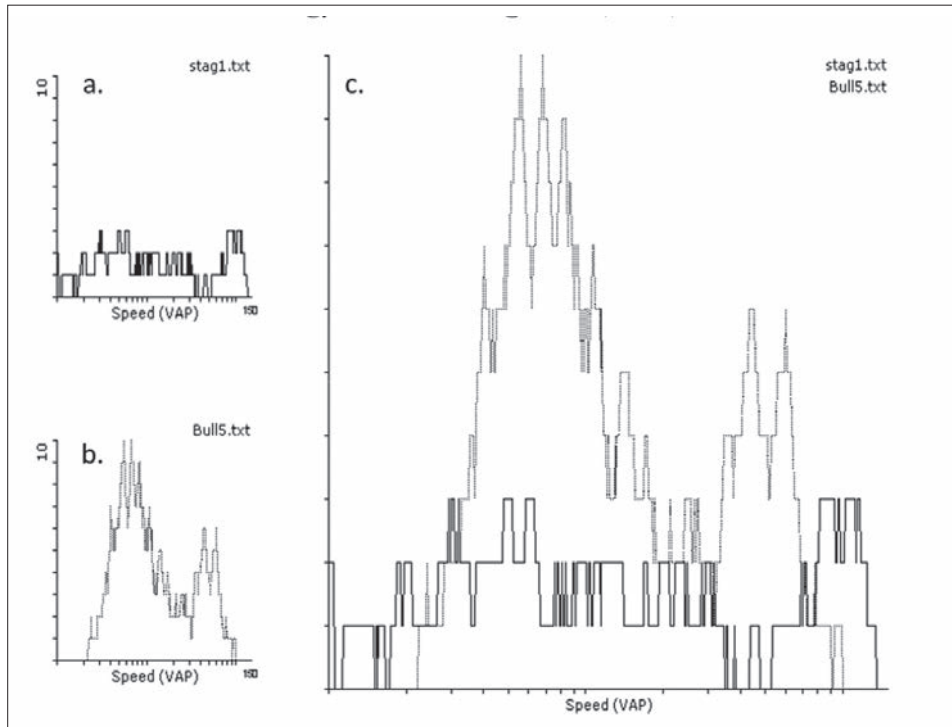 a.
stag1.txt
10
Speed (VAP)
150
b.
Bull5.txt
10
Speed (VAP)
150
c.
stag1.txt
Bull5.txt
Speed (VAP)